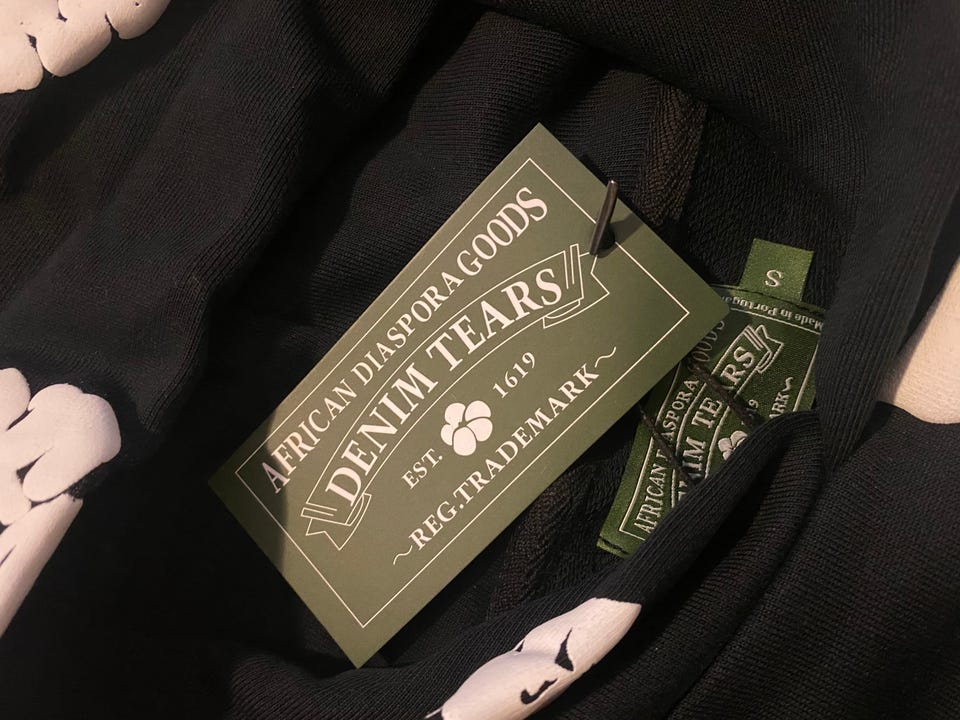 AFRICAN DIASPORA GOODS
DENIM TEARS
EST. 1619
~REG.TRADEMARK~
S
Made in Portugal
AFRICAN DIASPORA GOODS
DENIM TEARS